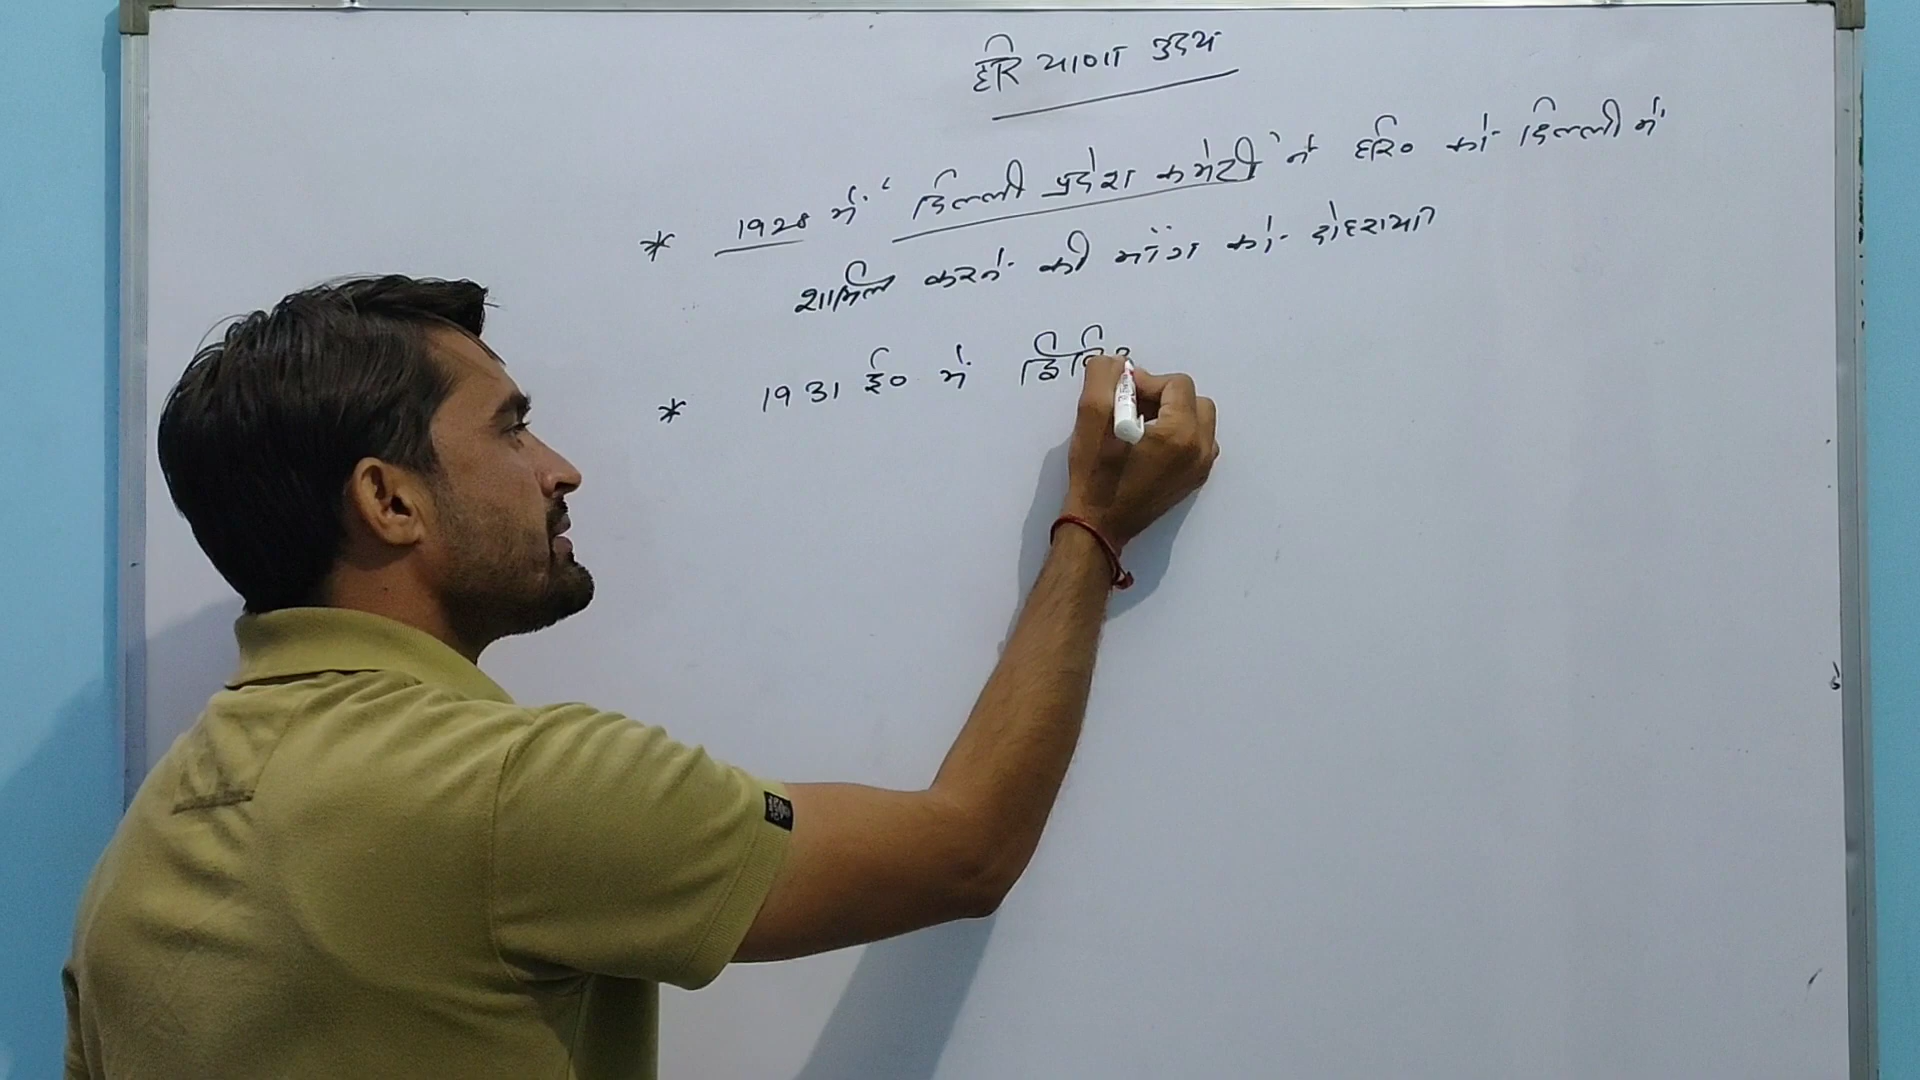 हरियाणा उदय
* 1928 में ‘दिल्ली प्रदेश कमेटी’ ने हरि० को दिल्ली में
शामिल करने की माँग को दोहराया
* 1931 ई० में द्वि